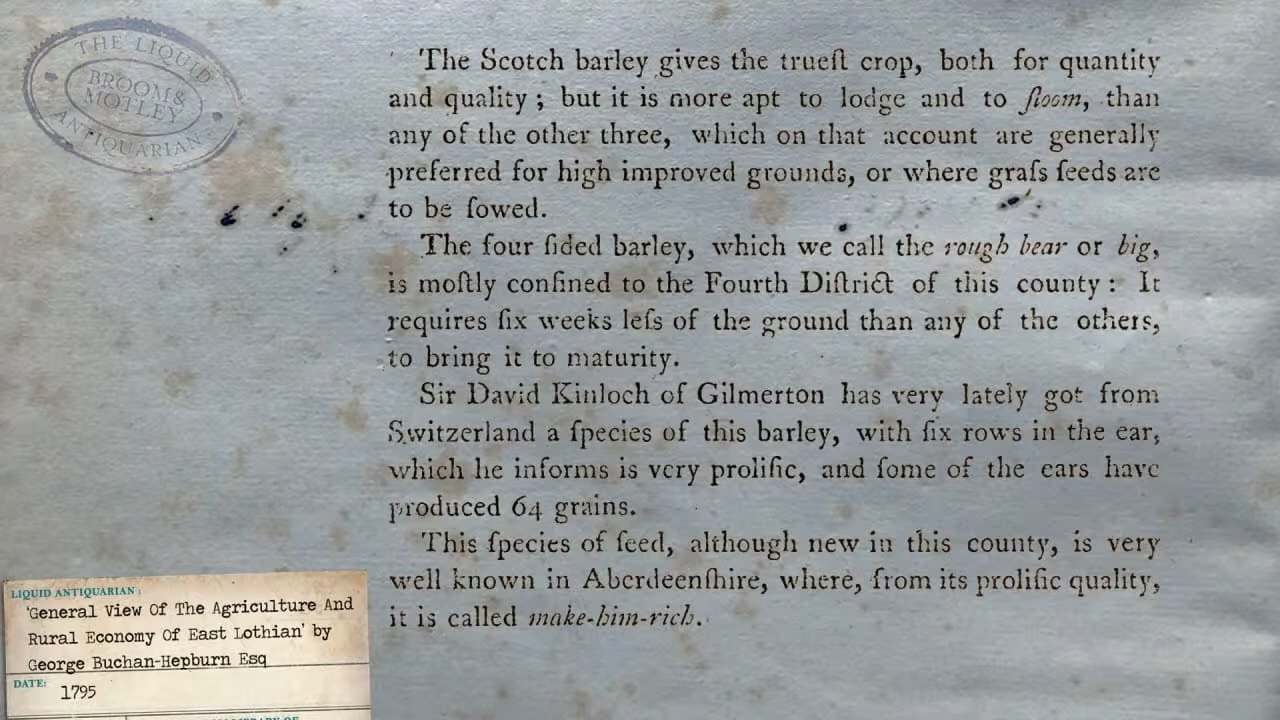 THE LIQUID
BROOM &
MOTLEY
ANTIQUARIAN
The Scotch barley gives the trueſt crop, both for quantity
and quality ; but it is more apt to lodge and to ſloom, than
any of the other three, which on that account are generally
preferred for high improved grounds, or where graſs ſeeds are
to be ſowed.
The four ſided barley, which we call the rough bear or big,
is moſtly confined to the Fourth Diſtrict of this county : It
requires ſix weeks leſs of the ground than any of the others,
to bring it to maturity.
Sir David Kinloch of Gilmerton has very lately got from
Switzerland a ſpecies of this barley, with ſix rows in the ear,
which he informs is very prolific, and ſome of the ears have
produced 64 grains.
This ſpecies of ſeed, although new in this county, is very
well known in Aberdeenſhire, where, from its prolific quality,
it is called make-him-rich.
LIQUID ANTIQUARIAN :
'General View Of The Agriculture And
Rural Economy Of East Lothian' by
George Buchan-Hepburn Esq
DATE: 1795